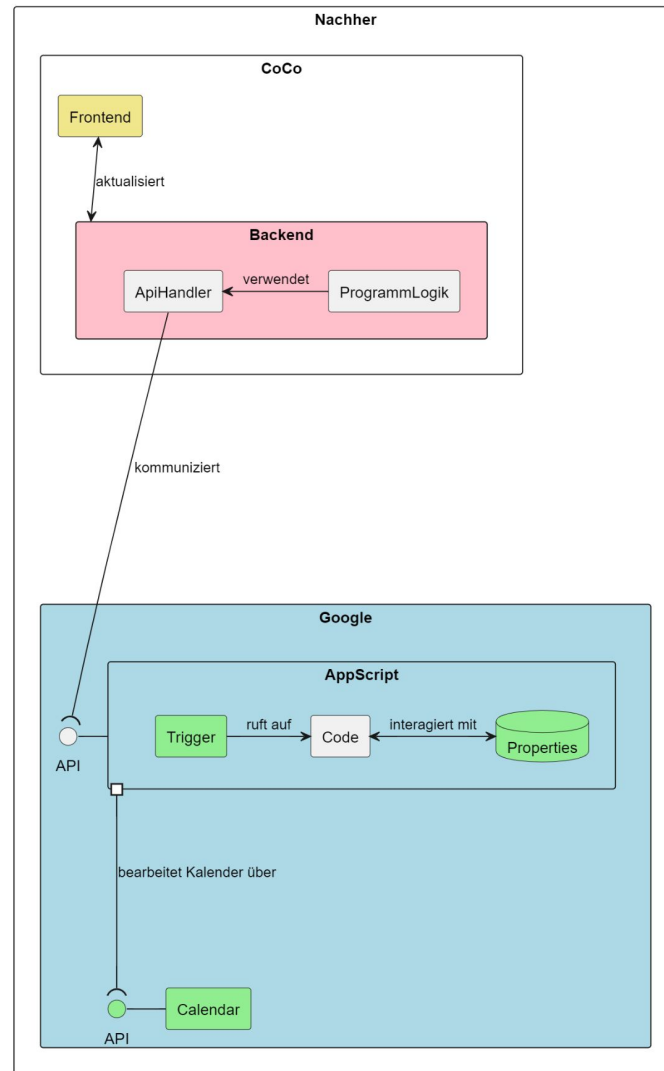 Nachher
CoCo
Frontend
aktualisiert
Backend
ApiHandler
verwendet
ProgrammLogik
kommuniziert
Google
AppScript
Trigger
ruft auf
Code
interagiert mit
Properties
API
bearbeitet Kalender über
Calendar
API